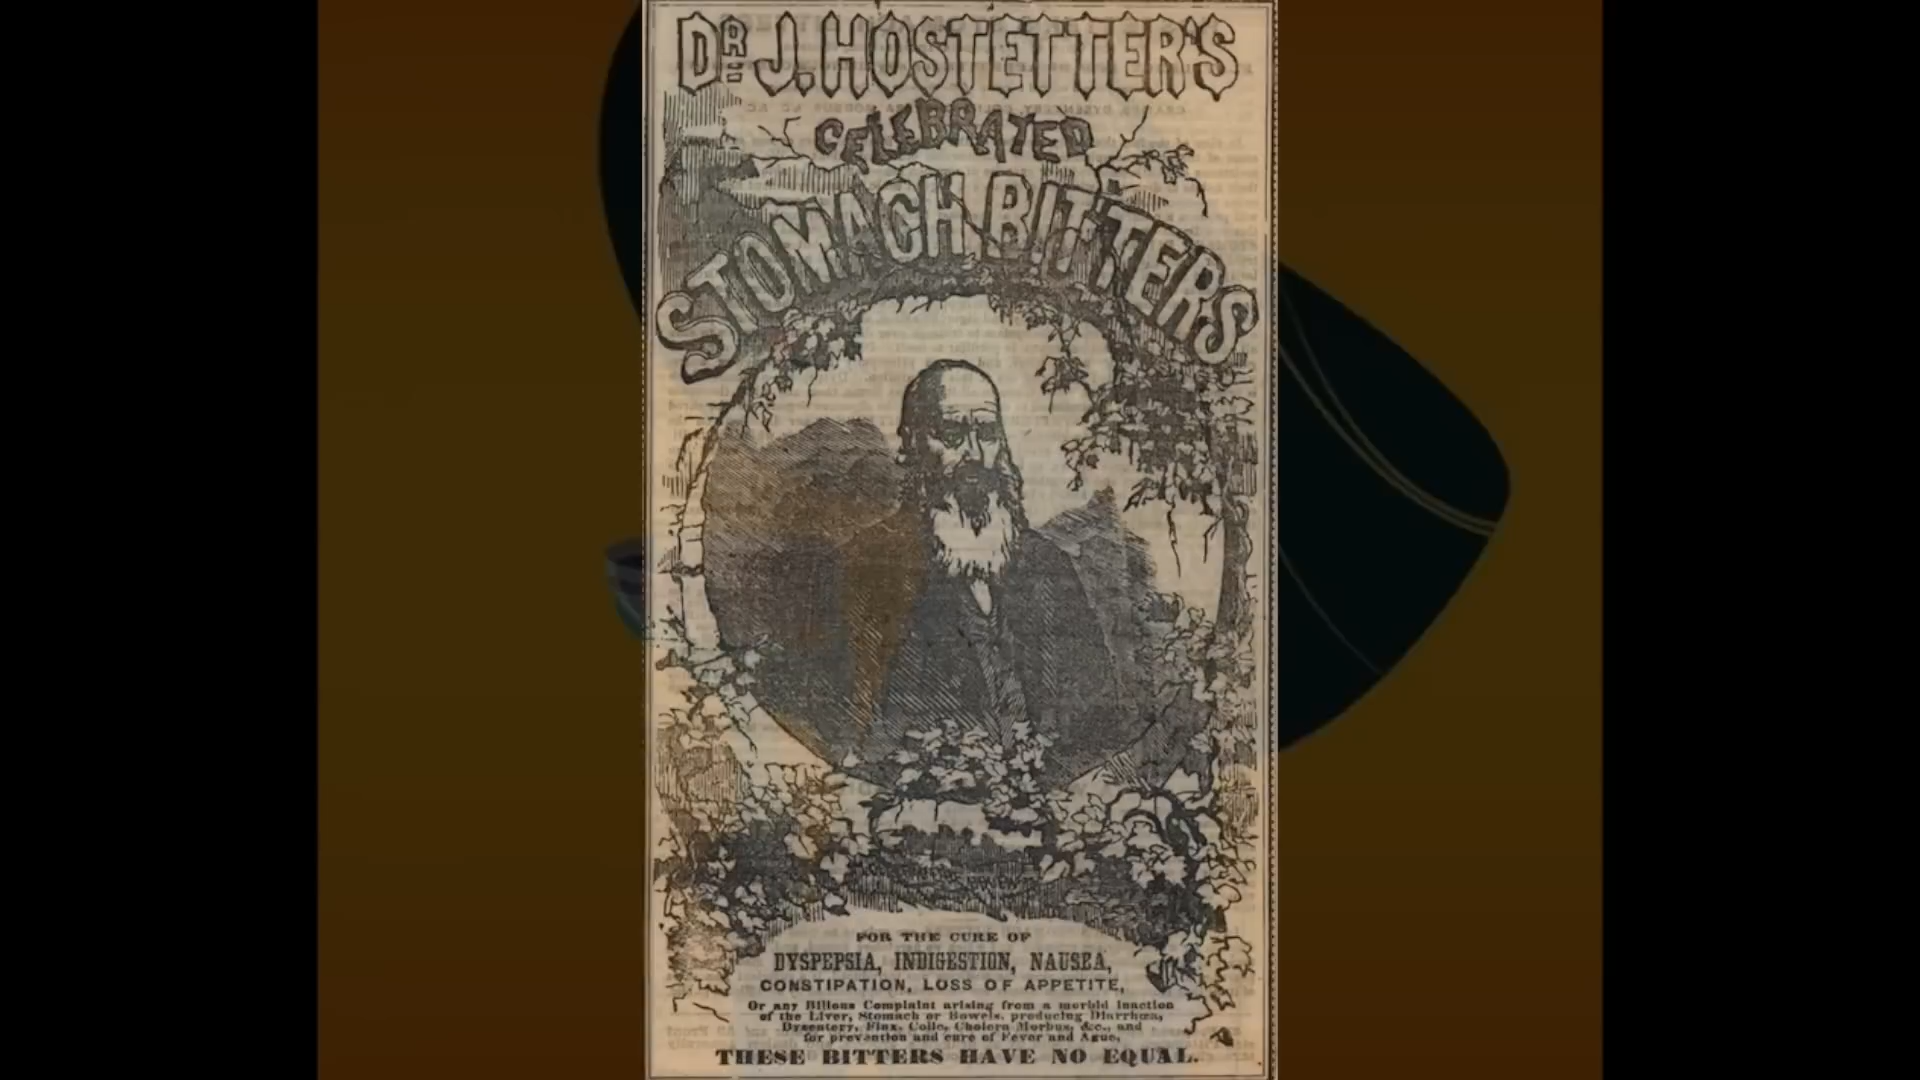 DR. J. HOSTETTER'S
CELEBRATED
STOMACH BITTERS
FOR THE CURE OF
DYSPEPSIA, INDIGESTION, NAUSEA,
CONSTIPATION, LOSS OF APPETITE,
Or any Bilious Complaint arising from a morbid Inaction
of the Liver, Stomach or Bowels, producing Diarrhœa,
Dysentery, Flux, Colic, Cholera Morbus, &c., and
for prevention and cure of Fever and Ague,
THESE BITTERS HAVE NO EQUAL.